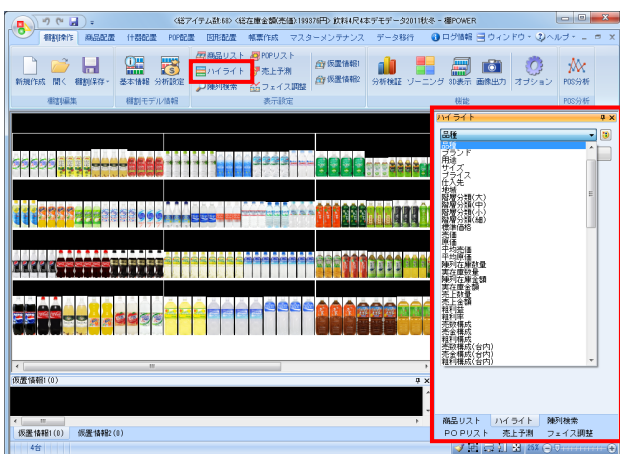 <総アイテム数:68> <総在庫金額(売価):199376円> 飲料4尺4本デモデータ2011秋冬 - 棚POWER
棚割操作 商品配置 什器配置 POP配置 図形配置 帳票作成 マスターメンテナンス データ移行 ログ情報 ウィンドウ ヘルプ
商品リスト POPリスト 仮置情報1
ハイライト 売上予測 仮置情報2
陳列検索 フェイス調整
新規作成 開く 棚割保存 基本情報 分析設定 分析検証 ゾーニング 3D表示 画像出力 オプション POS分析
棚割編集 棚割モデル情報 表示設定 機能 POS分析
ハイライト
品種
品種
ブランド
用途
サイズ
プライス
仕入先
地域
階層分類(大)
階層分類(中)
階層分類(小)
階層分類(細)
標準価格
売価
原価
平均売価
平均原価
陳列在庫数量
実在庫数量
陳列在庫金額
実在庫金額
売上数量
売上金額
粗利益
粗利率
売数構成
売金構成
粗利構成
売数構成(台内)
売金構成(台内)
粗利構成(台内)
仮置情報1(0)
商品リスト ハイライト 陳列検索
POPリスト 売上予測 フェイス調整
仮置情報1(0) 仮置情報2(0)
4台 25%